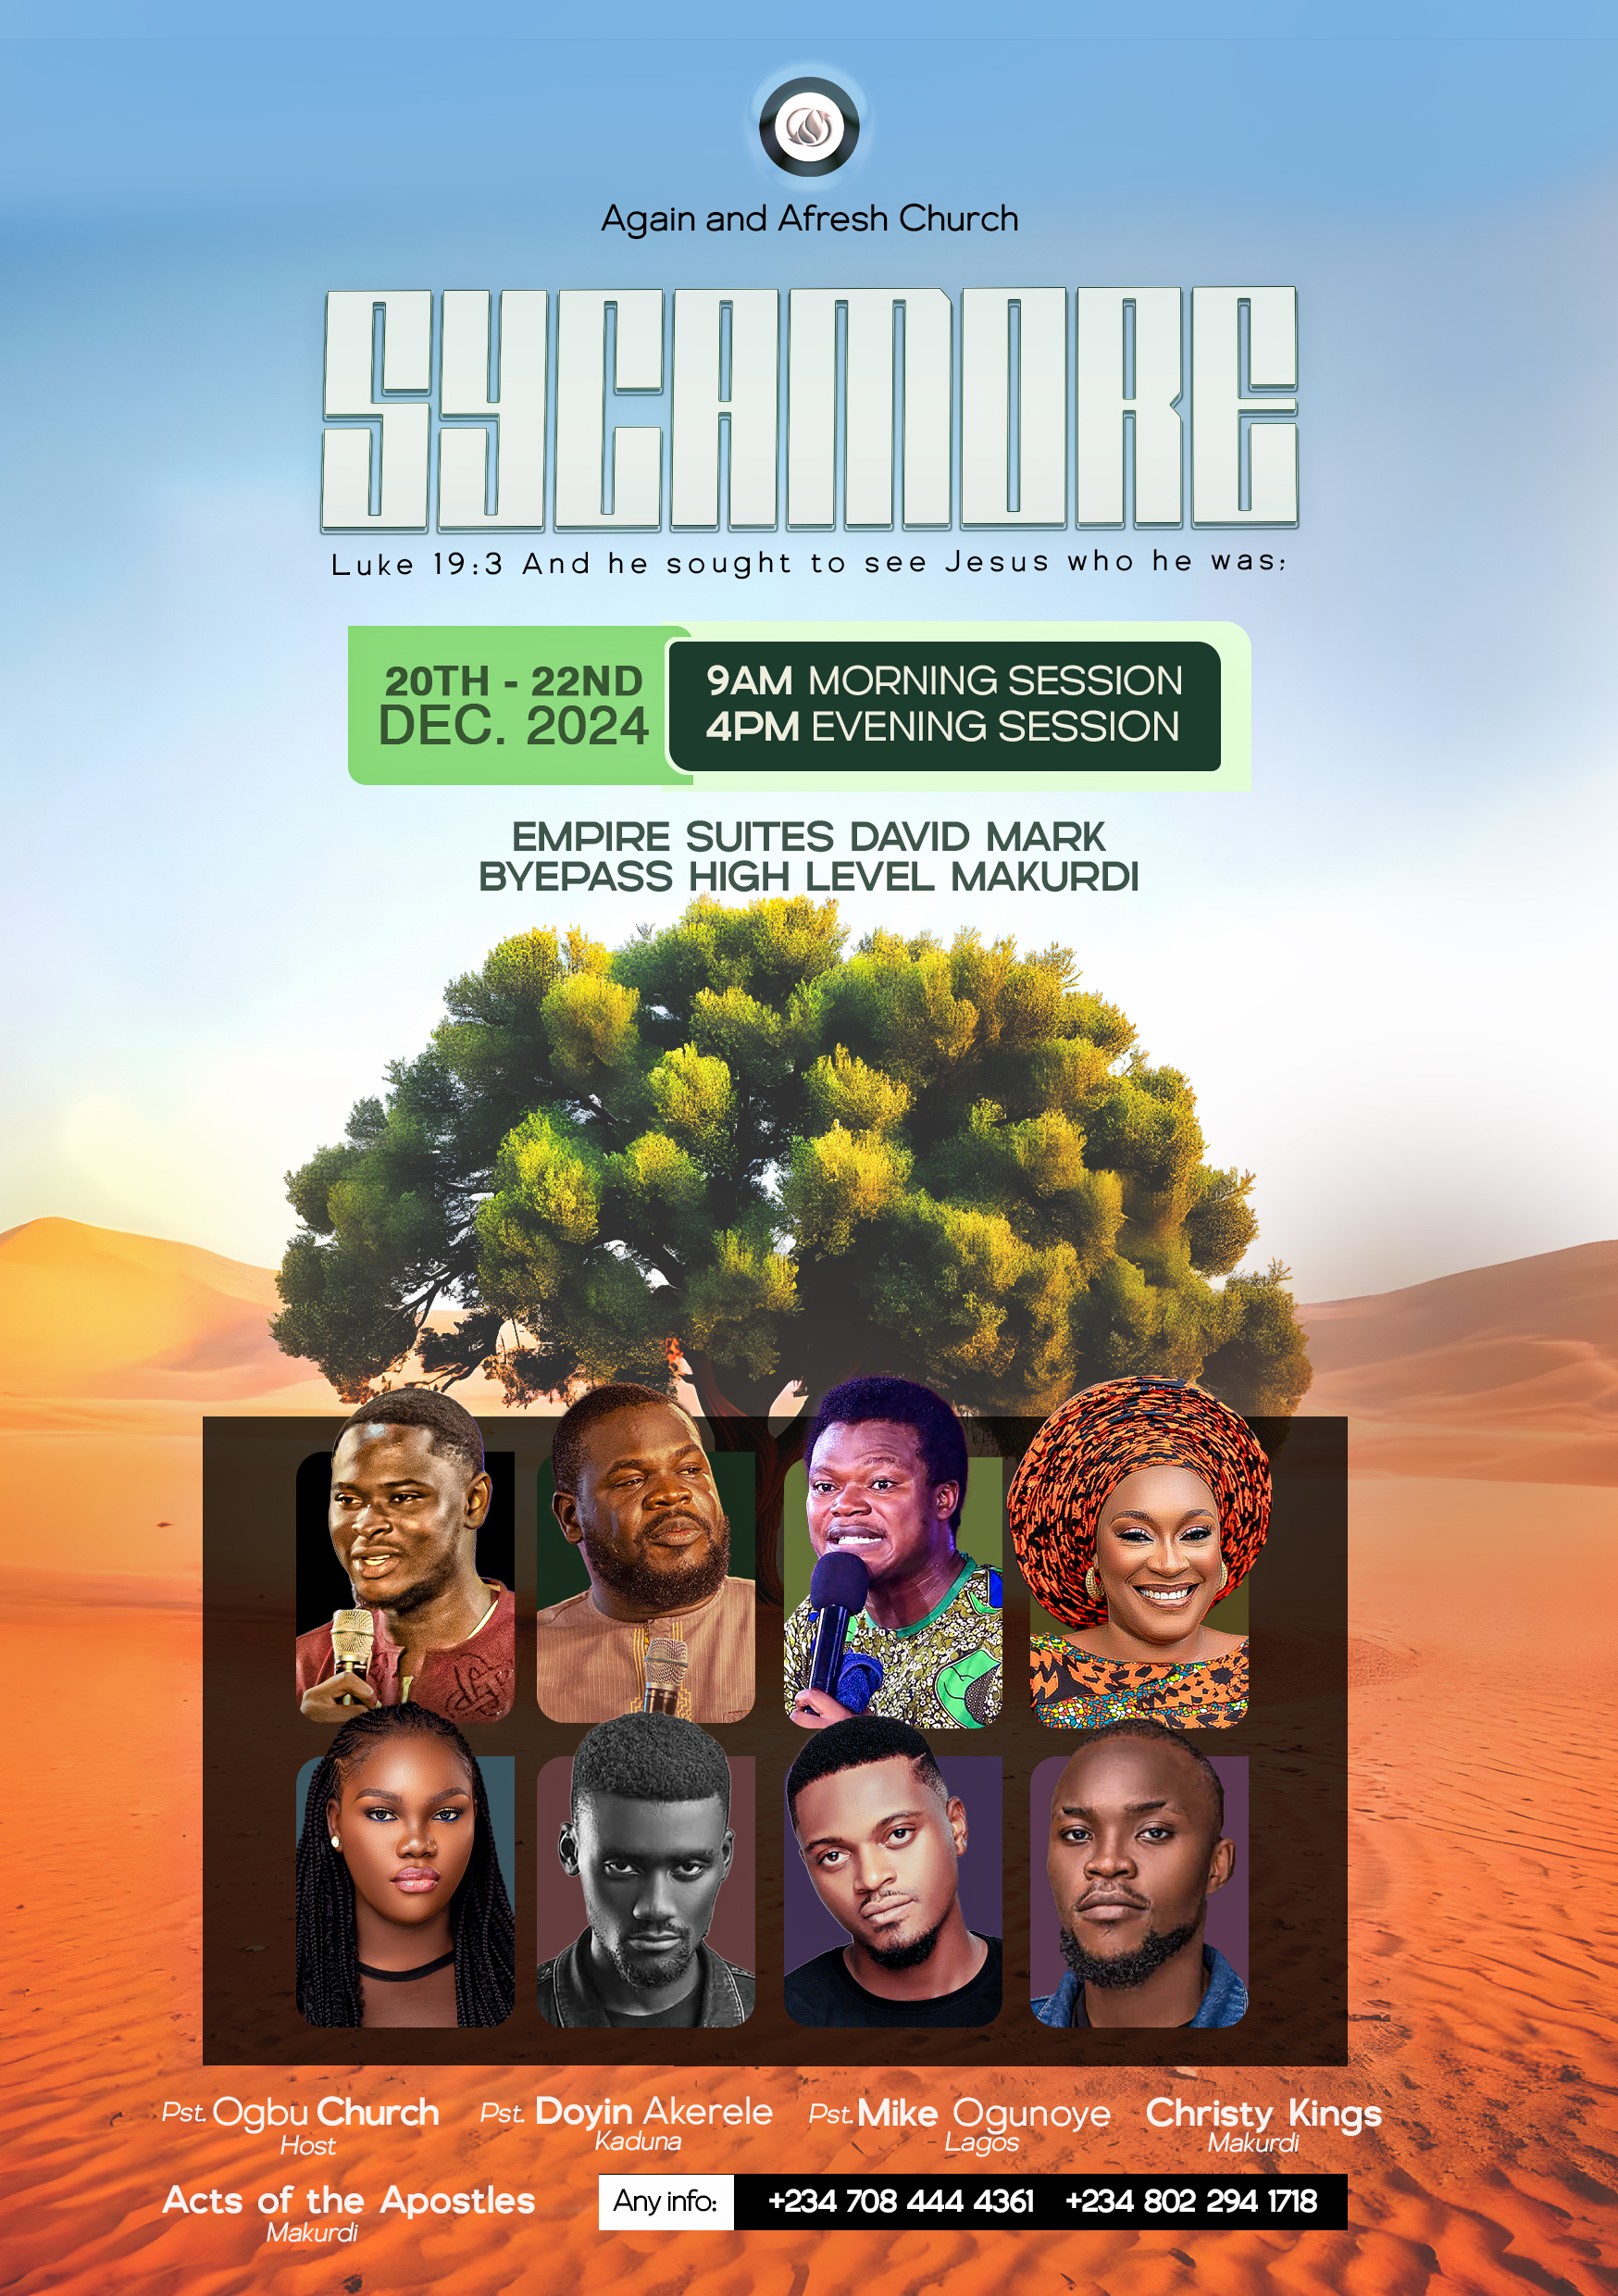 Again and Afresh Church
SYCAMORE
Luke 19:3 And he sought to see Jesus who he was;
20TH - 22ND
DEC. 2024
9AM MORNING SESSION
4PM EVENING SESSION
EMPIRE SUITES DAVID MARK
BYEPASS HIGH LEVEL MAKURDI
Pst. Ogbu Church
Host
Pst. Doyin Akerele
Kaduna
Pst. Mike Ogunoye
Lagos
Christy Kings
Makurdi
Acts of the Apostles
Makurdi
Any info:
+234 708 444 4361 +234 802 294 1718